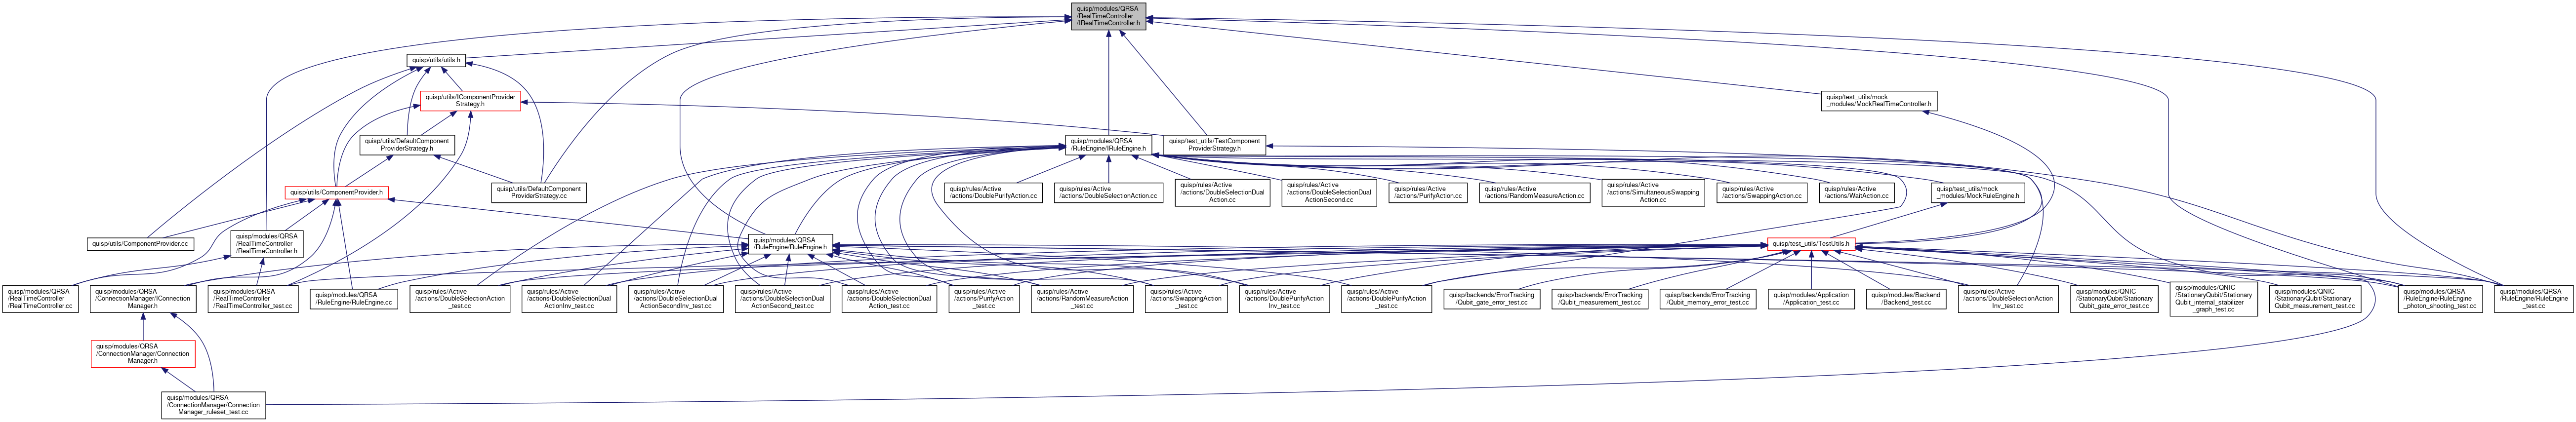 quisp/modules/QRSA
/RealTimeController
/IRealTimeController.h
quisp/utils/utils.h
quisp/utils/IComponentProvider
Strategy.h
quisp/test_utils/mock
_modules/MockRealTimeController.h
quisp/utils/DefaultComponent
ProviderStrategy.h
quisp/modules/QRSA
/RuleEngine/IRuleEngine.h
quisp/test_utils/TestComponent
ProviderStrategy.h
quisp/utils/ComponentProvider.h
quisp/utils/DefaultComponent
ProviderStrategy.cc
quisp/rules/Active
/actions/DoublePurifyAction.cc
quisp/rules/Active
/actions/DoubleSelectionAction.cc
quisp/rules/Active
/actions/DoubleSelectionDual
Action.cc
quisp/rules/Active
/actions/DoubleSelectionDual
ActionSecond.cc
quisp/rules/Active
/actions/PurifyAction.cc
quisp/rules/Active
/actions/RandomMeasureAction.cc
quisp/rules/Active
/actions/SimultaneousSwapping
Action.cc
quisp/rules/Active
/actions/SwappingAction.cc
quisp/rules/Active
/actions/WaitAction.cc
quisp/test_utils/mock
_modules/MockRuleEngine.h
quisp/utils/ComponentProvider.cc
quisp/modules/QRSA
/RealTimeController
/RealTimeController.h
quisp/modules/QRSA
/RuleEngine/RuleEngine.h
quisp/test_utils/TestUtils.h
quisp/modules/QRSA
/RealTimeController
/RealTimeController.cc
quisp/modules/QRSA
/ConnectionManager/IConnection
Manager.h
quisp/modules/QRSA
/RealTimeController
/RealTimeController_test.cc
quisp/modules/QRSA
/RuleEngine/RuleEngine.cc
quisp/rules/Active
/actions/DoubleSelectionAction
_test.cc
quisp/rules/Active
/actions/DoubleSelectionDual
ActionInv_test.cc
quisp/rules/Active
/actions/DoubleSelectionDual
ActionSecondInv_test.cc
quisp/rules/Active
/actions/DoubleSelectionDual
ActionSecond_test.cc
quisp/rules/Active
/actions/DoubleSelectionDual
Action_test.cc
quisp/rules/Active
/actions/PurifyAction
_test.cc
quisp/rules/Active
/actions/RandomMeasureAction
_test.cc
quisp/rules/Active
/actions/SwappingAction
_test.cc
quisp/rules/Active
/actions/DoublePurifyAction
Inv_test.cc
quisp/rules/Active
/actions/DoublePurifyAction
_test.cc
quisp/backends/ErrorTracking
/Qubit_gate_error_test.cc
quisp/backends/ErrorTracking
/Qubit_measurement_test.cc
quisp/backends/ErrorTracking
/Qubit_memory_error_test.cc
quisp/modules/Application
/Application_test.cc
quisp/modules/Backend
/Backend_test.cc
quisp/rules/Active
/actions/DoubleSelectionAction
Inv_test.cc
quisp/modules/QNIC
/StationaryQubit/Stationary
Qubit_gate_error_test.cc
quisp/modules/QNIC
/StationaryQubit/Stationary
Qubit_internal_stabilizer
_graph_test.cc
quisp/modules/QNIC
/StationaryQubit/Stationary
Qubit_measurement_test.cc
quisp/modules/QRSA
/RuleEngine/RuleEngine
_photon_shooting_test.cc
quisp/modules/QRSA
/RuleEngine/RuleEngine
_test.cc
quisp/modules/QRSA
/ConnectionManager/Connection
Manager.h
quisp/modules/QRSA
/ConnectionManager/Connection
Manager_ruleset_test.cc